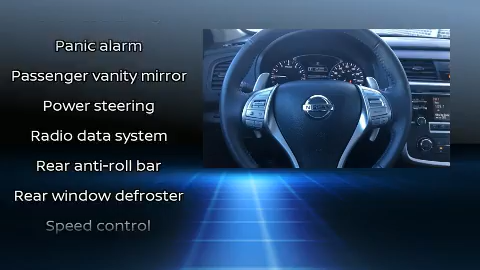 Panic alarm
Passenger vanity mirror
Power steering
Radio data system
Rear anti-roll bar
Rear window defroster
Speed control
NISSAN